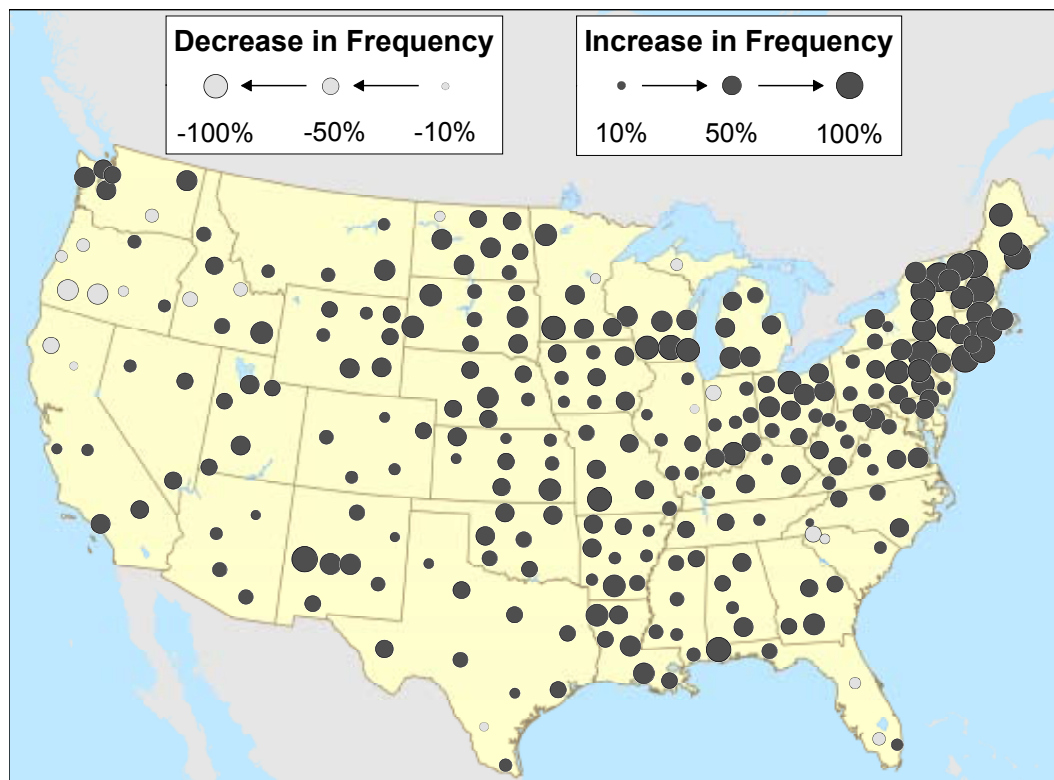 Decrease in Frequency
-100% -50% -10%
Increase in Frequency
10% 50% 100%